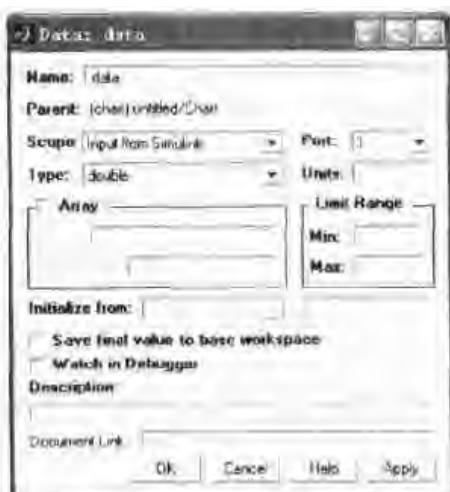 Data: data
Name: data
Parent: (chart) untitled/Chart
Scope: Input from Simulink Port: 1
Type: double Units:
Array Limit Range
Min:
Max:
Initialize from:
Save final value to base workspace
Watch in Debugger
Description
Document Link
OK Cancel Help Apply